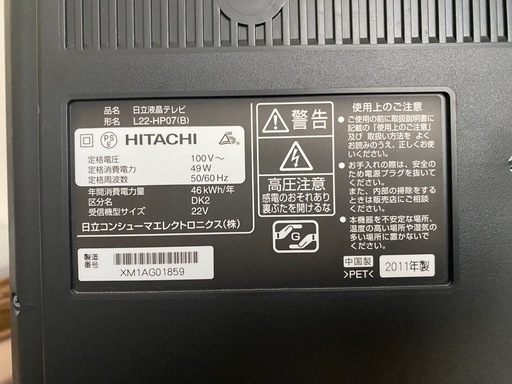 品名 日立液晶テレビ
形名 L22-HP07(B)
PS
E
HITACHI
定格電圧 100V～
定格消費電力 49W
定格周波数 50/60Hz
年間消費電力量 46kWh/年
区分名 DK2
受信機型サイズ 22V
日立コンシューマエレクトロニクス(株)
製造
番号
XM1AG01859
警告
高圧注意
感電のおそれあり
裏ぶたを開けるな
G
使用上のご注意
●ご使用の前に取扱説明書に
記載の「使用上のご注意」及
び 取扱い方法を よく
お読みのうえ、正しくお使
いください。
●お手入れの際は、安全の
ため電源プラグを抜いてく
ださい。
また、内部の掃除をすると
きは販売店にご相談
ください。
●本機器を不安定な場所、
温度の高い場所や湿気の
多い場所に置かないで
ください。
中国製
>PET<
2011年製